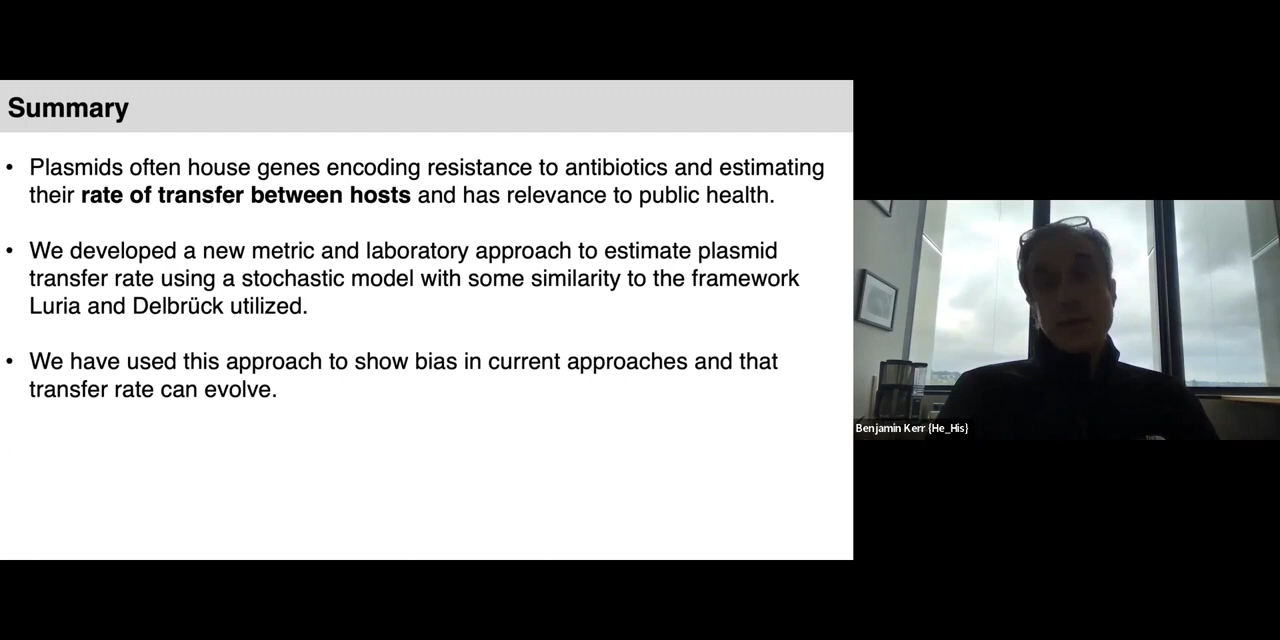 Summary
• Plasmids often house genes encoding resistance to antibiotics and estimating
their rate of transfer between hosts and has relevance to public health.
• We developed a new metric and laboratory approach to estimate plasmid
transfer rate using a stochastic model with some similarity to the framework
Luria and Delbrück utilized.
• We have used this approach to show bias in current approaches and that
transfer rate can evolve.
Benjamin Kerr {He_His}